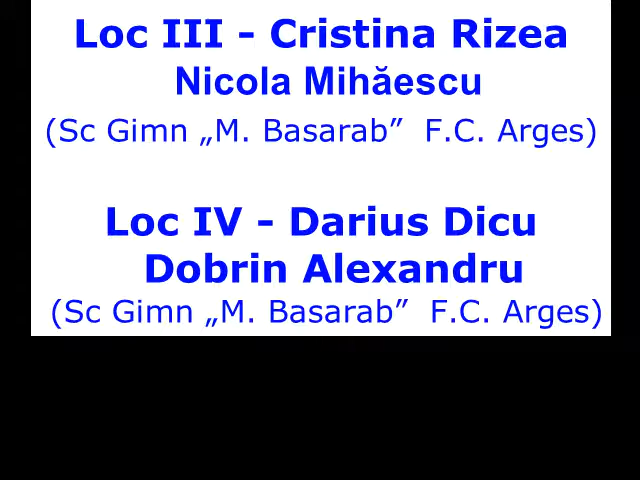 Loc III - Cristina Rizea
Nicola Mihăescu
(Sc Gimn „M. Basarab” F.C. Arges)
Loc IV - Darius Dicu
Dobrin Alexandru
(Sc Gimn „M. Basarab” F.C. Arges)